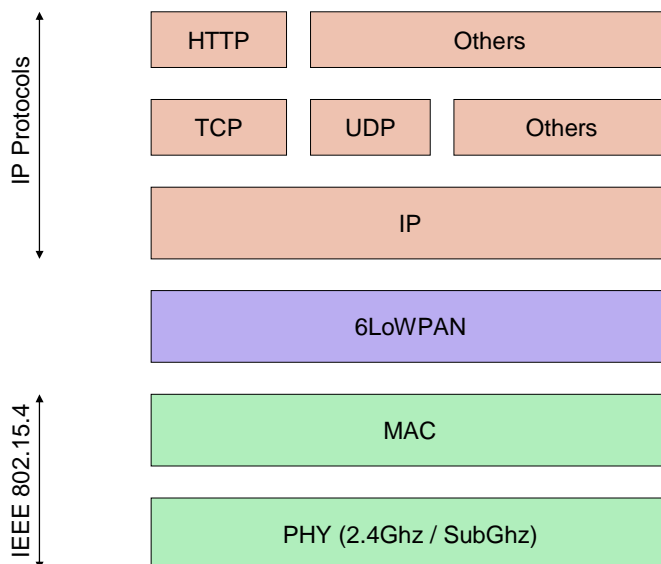 IP Protocols
HTTP
Others
TCP
UDP
Others
IP
6LoWPAN
IEEE 802.15.4
MAC
PHY (2.4Ghz / SubGhz)